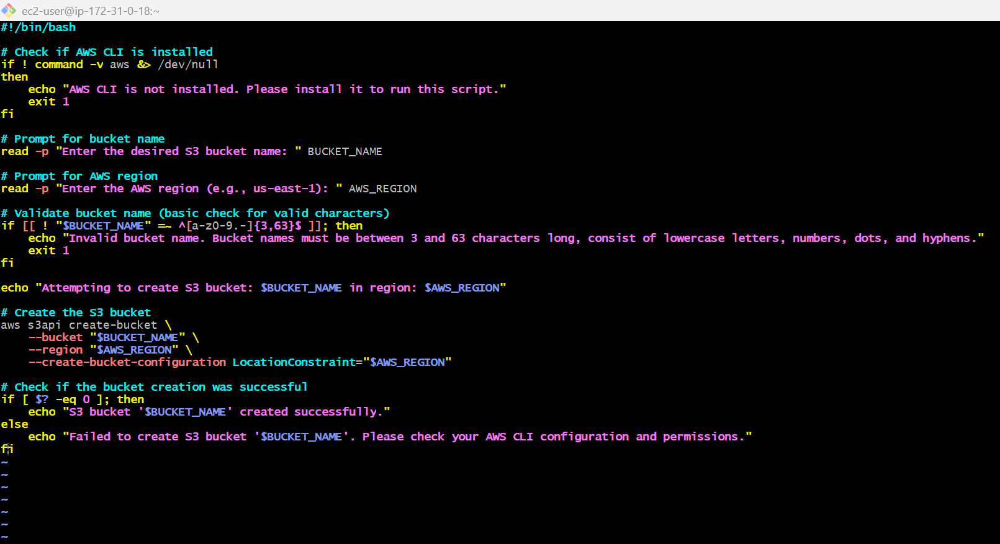 ec2-user@ip-172-31-0-18:~
#!/bin/bash
# Check if AWS CLI is installed
if ! command -v aws &> /dev/null
then
    echo "AWS CLI is not installed. Please install it to run this script."
    exit 1
fi
# Prompt for bucket name
read -p "Enter the desired S3 bucket name: " BUCKET_NAME
# Prompt for AWS region
read -p "Enter the AWS region (e.g., us-east-1): " AWS_REGION
# Validate bucket name (basic check for valid characters)
if [[ ! "$BUCKET_NAME" =~ ^[a-z0-9.-]{3,63}$ ]]; then
    echo "Invalid bucket name. Bucket names must be between 3 and 63 characters long, consist of lowercase letters, numbers, dots, and hyphens."
    exit 1
fi
echo "Attempting to create S3 bucket: $BUCKET_NAME in region: $AWS_REGION"
# Create the S3 bucket
aws s3api create-bucket \
    --bucket "$BUCKET_NAME" \
    --region "$AWS_REGION" \
    --create-bucket-configuration LocationConstraint="$AWS_REGION"
# Check if the bucket creation was successful
if [ $? -eq 0 ]; then
    echo "S3 bucket '$BUCKET_NAME' created successfully."
else
    echo "Failed to create S3 bucket '$BUCKET_NAME'. Please check your AWS CLI configuration and permissions."
fi
~
~
~
~
~
~
~